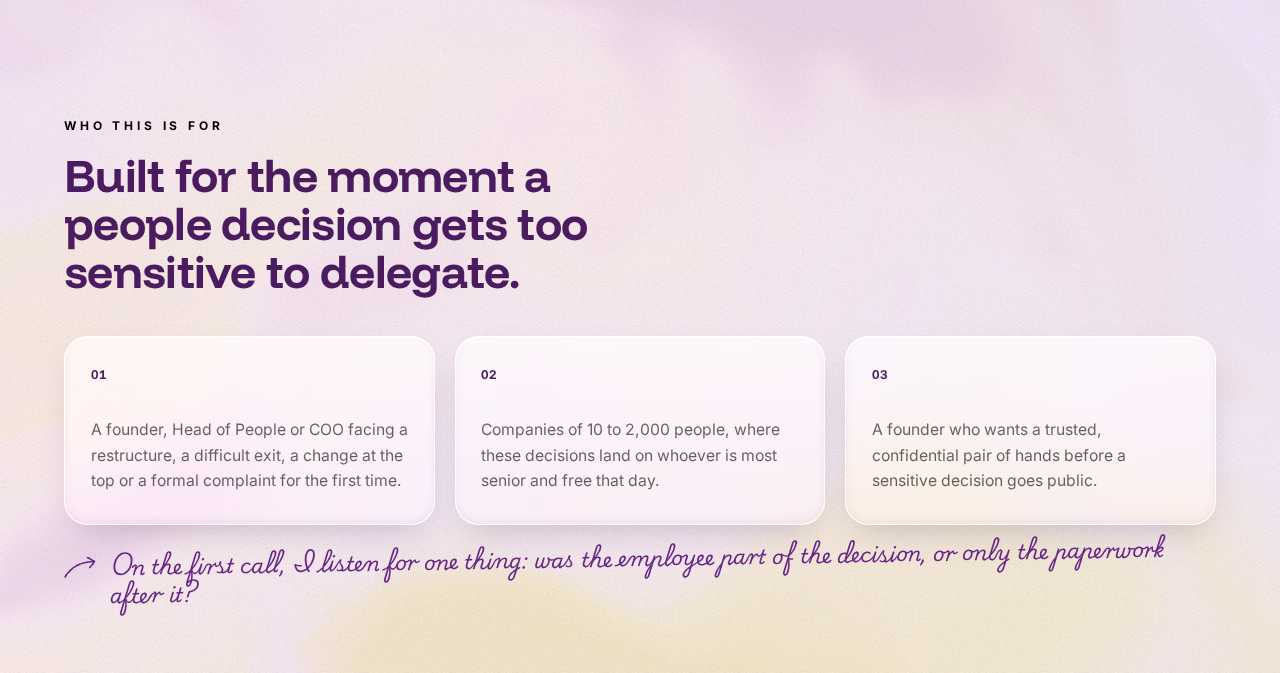 WHO THIS IS FOR
Built for the moment a
people decision gets too
sensitive to delegate.
01
A founder, Head of People or COO facing a
restructure, a difficult exit, a change at the
top or a formal complaint for the first time.
02
Companies of 10 to 2,000 people, where
these decisions land on whoever is most
senior and free that day.
03
A founder who wants a trusted,
confidential pair of hands before a
sensitive decision goes public.
On the first call, I listen for one thing: was the employee part of the decision, or only the paperwork
after it?